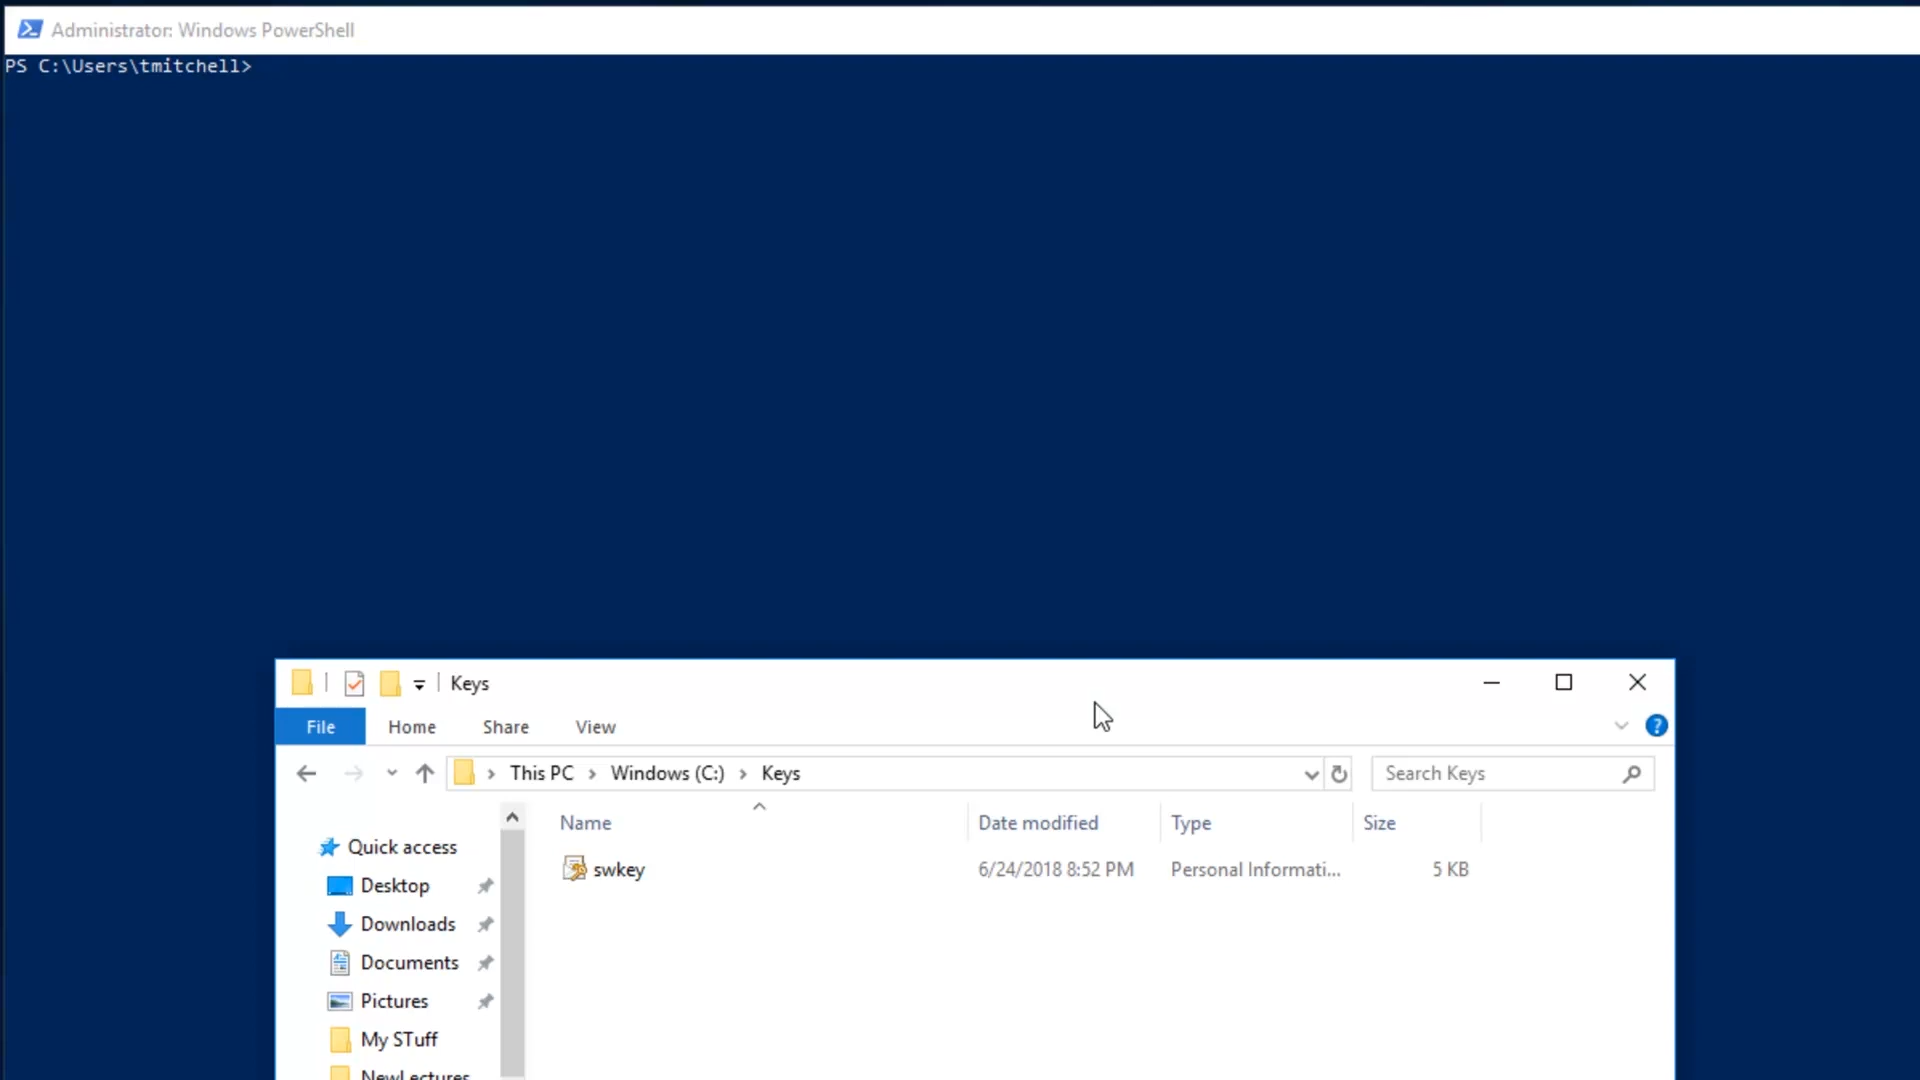 Administrator: Windows PowerShell
PS C:\Users\tmitchell>
Keys
File Home Share View
This PC Windows (C:) Keys Search Keys
Name Date modified Type Size
Quick access
swkey 6/24/2018 8:52 PM Personal Informati... 5 KB
Desktop
Downloads
Documents
Pictures
My STuff
NewLectures